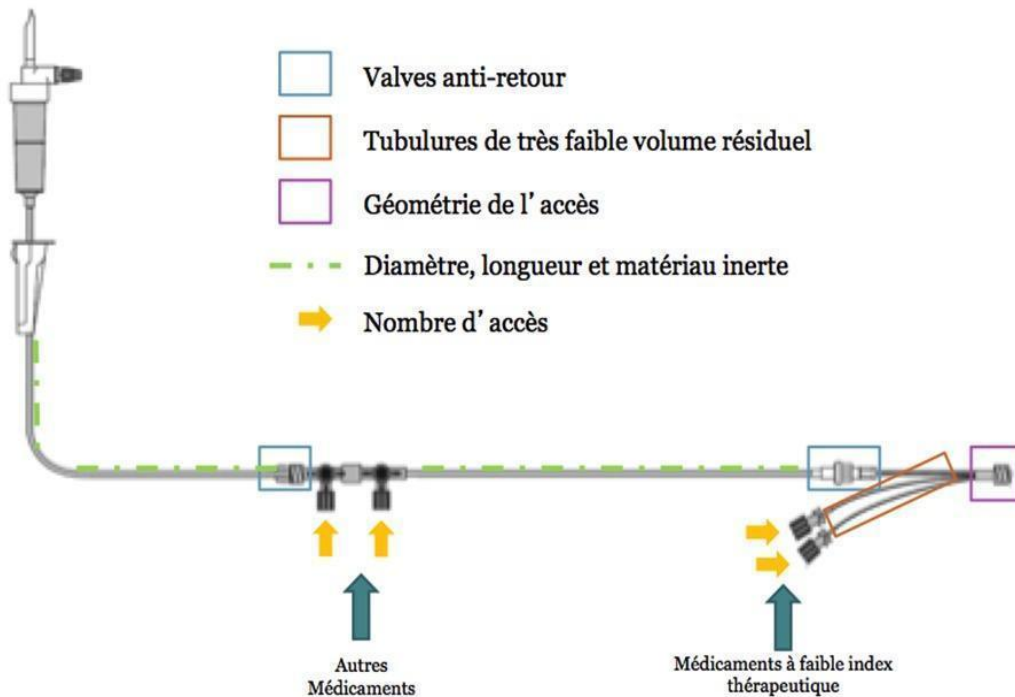 Valves anti-retour
Tubulures de très faible volume résiduel
Géométrie de l' accès
Diamètre, longueur et matériau inerte
Nombre d' accès
Autres
Médicaments
Médicaments à faible index
thérapeutique